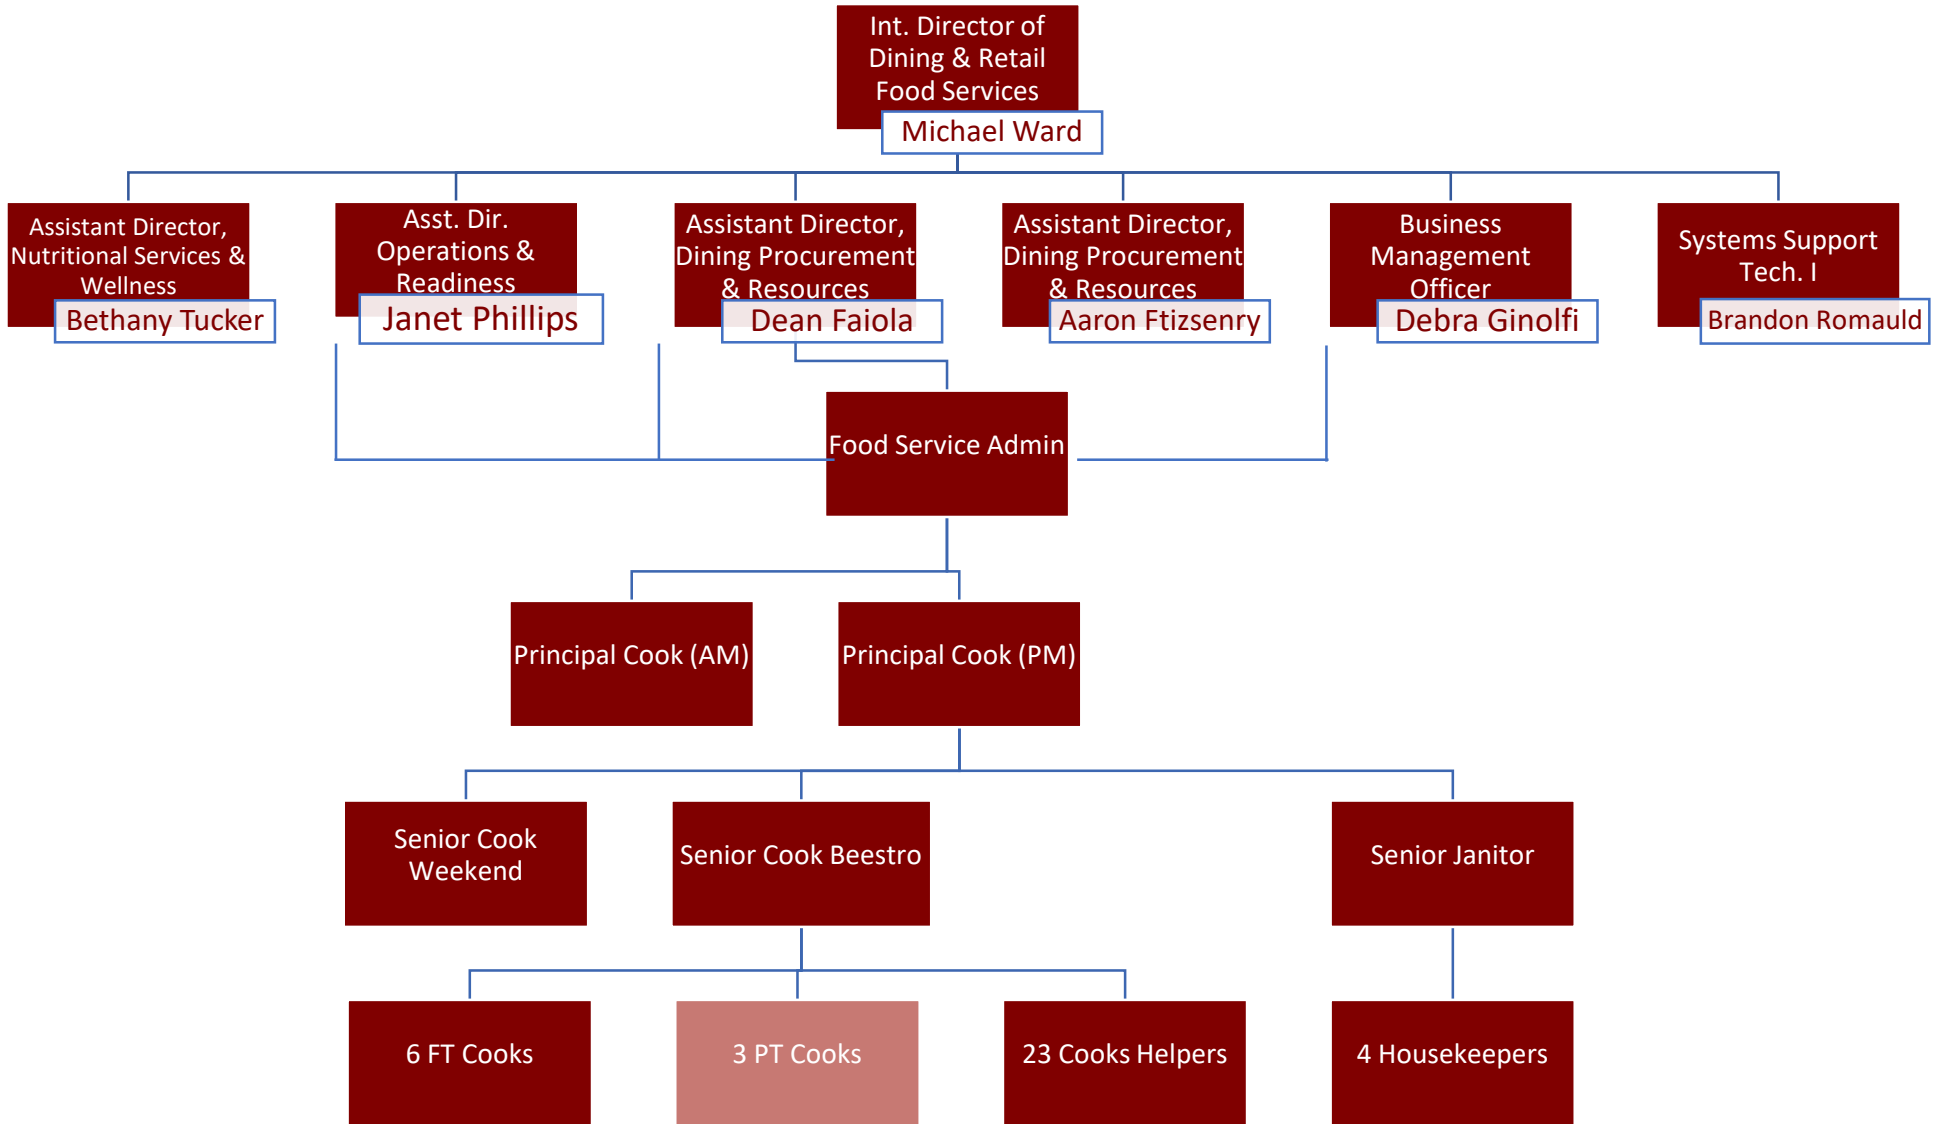 Int. Director of
Dining & Retail
Food Services
Michael Ward
Assistant Director,
Nutritional Services &
Wellness
Bethany Tucker
Asst. Dir.
Operations &
Readiness
Janet Phillips
Assistant Director,
Dining Procurement
& Resources
Dean Faiola
Assistant Director,
Dining Procurement
& Resources
Aaron Ftizsenry
Business
Management
Officer
Debra Ginolfi
Systems Support
Tech. I
Brandon Romauld
Food Service Admin
Principal Cook (AM)
Principal Cook (PM)
Senior Cook
Weekend
Senior Cook Beestro
Senior Janitor
6 FT Cooks
3 PT Cooks
23 Cooks Helpers
4 Housekeepers